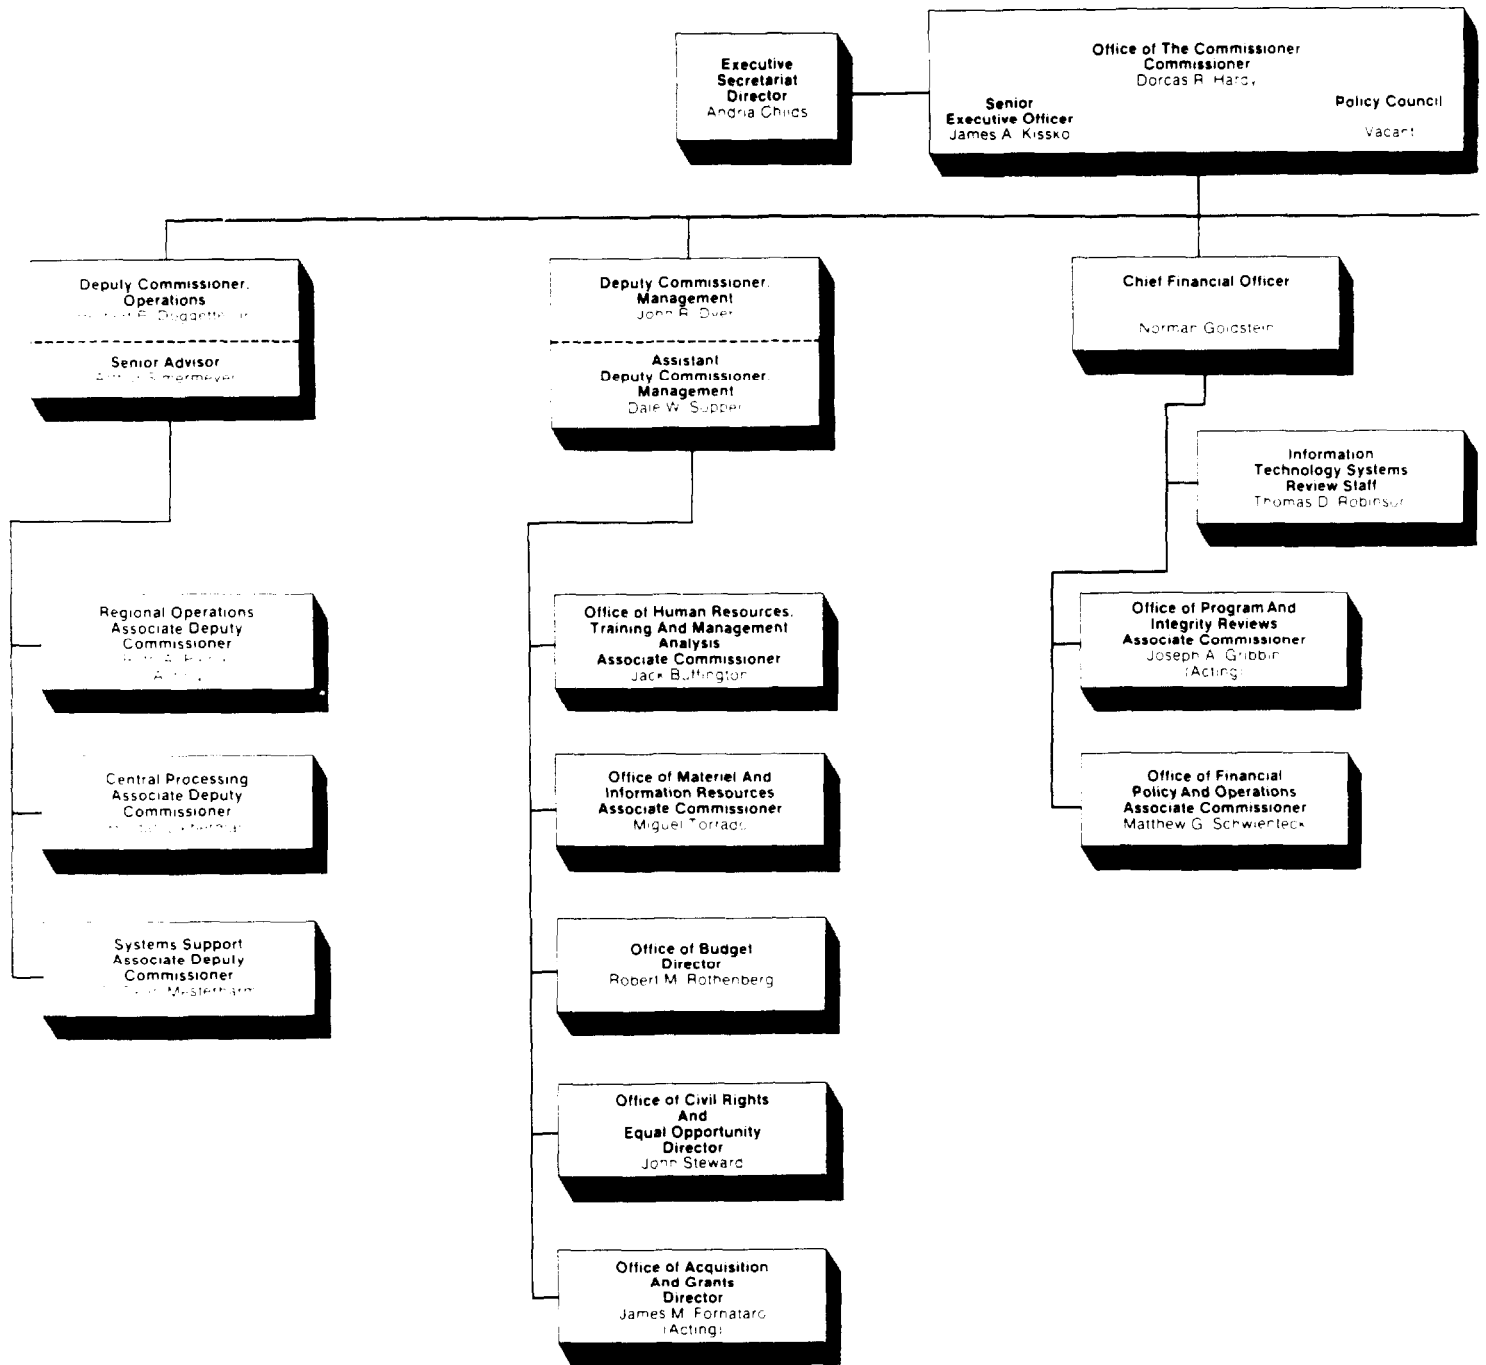 Executive
Secretariat
Director
Andria Childs
Office of The Commissioner
Commissioner
Dorcas R. Hardy
Senior
Executive Officer
James A. Kissko
Policy Council
Vacant
Deputy Commissioner,
Operations
Doggette
Senior Advisor
Deputy Commissioner,
Management
John R. Dyer
Assistant
Deputy Commissioner,
Management
Dale W. Sopper
Chief Financial Officer
Norman Goldstein
Information
Technology Systems
Review Staff
Thomas D. Robinson
Regional Operations
Associate Deputy
Commissioner
Central Processing
Associate Deputy
Commissioner
Systems Support
Associate Deputy
Commissioner
Mesterharm
Office of Human Resources,
Training And Management
Analysis
Associate Commissioner
Jack Buffington
Office of Materiel And
Information Resources
Associate Commissioner
Miguel Torrado
Office of Budget
Director
Robert M. Rothenberg
Office of Civil Rights
And
Equal Opportunity
Director
John Steward
Office of Acquisition
And Grants
Director
James M. Fornataro
(Acting)
Office of Program And
Integrity Reviews
Associate Commissioner
Joseph A. Gribbin
(Acting)
Office of Financial
Policy And Operations
Associate Commissioner
Matthew G. Schwienteck